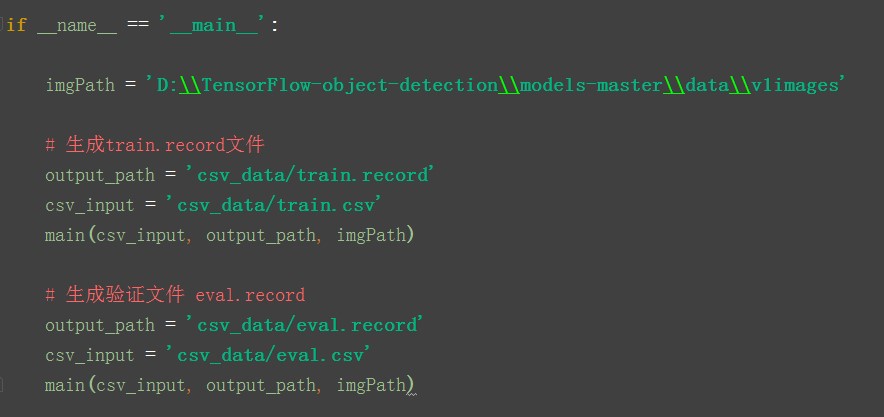 if __name__ == '__main__':
imgPath = 'D:\\TensorFlow-object-detection\\models-master\\data\\vlimages'
# 生成train.record文件
output_path = 'csv_data/train.record'
csv_input = 'csv_data/train.csv'
main(csv_input, output_path, imgPath)
# 生成验证文件 eval.record
output_path = 'csv_data/eval.record'
csv_input = 'csv_data/eval.csv'
main(csv_input, output_path, imgPath)